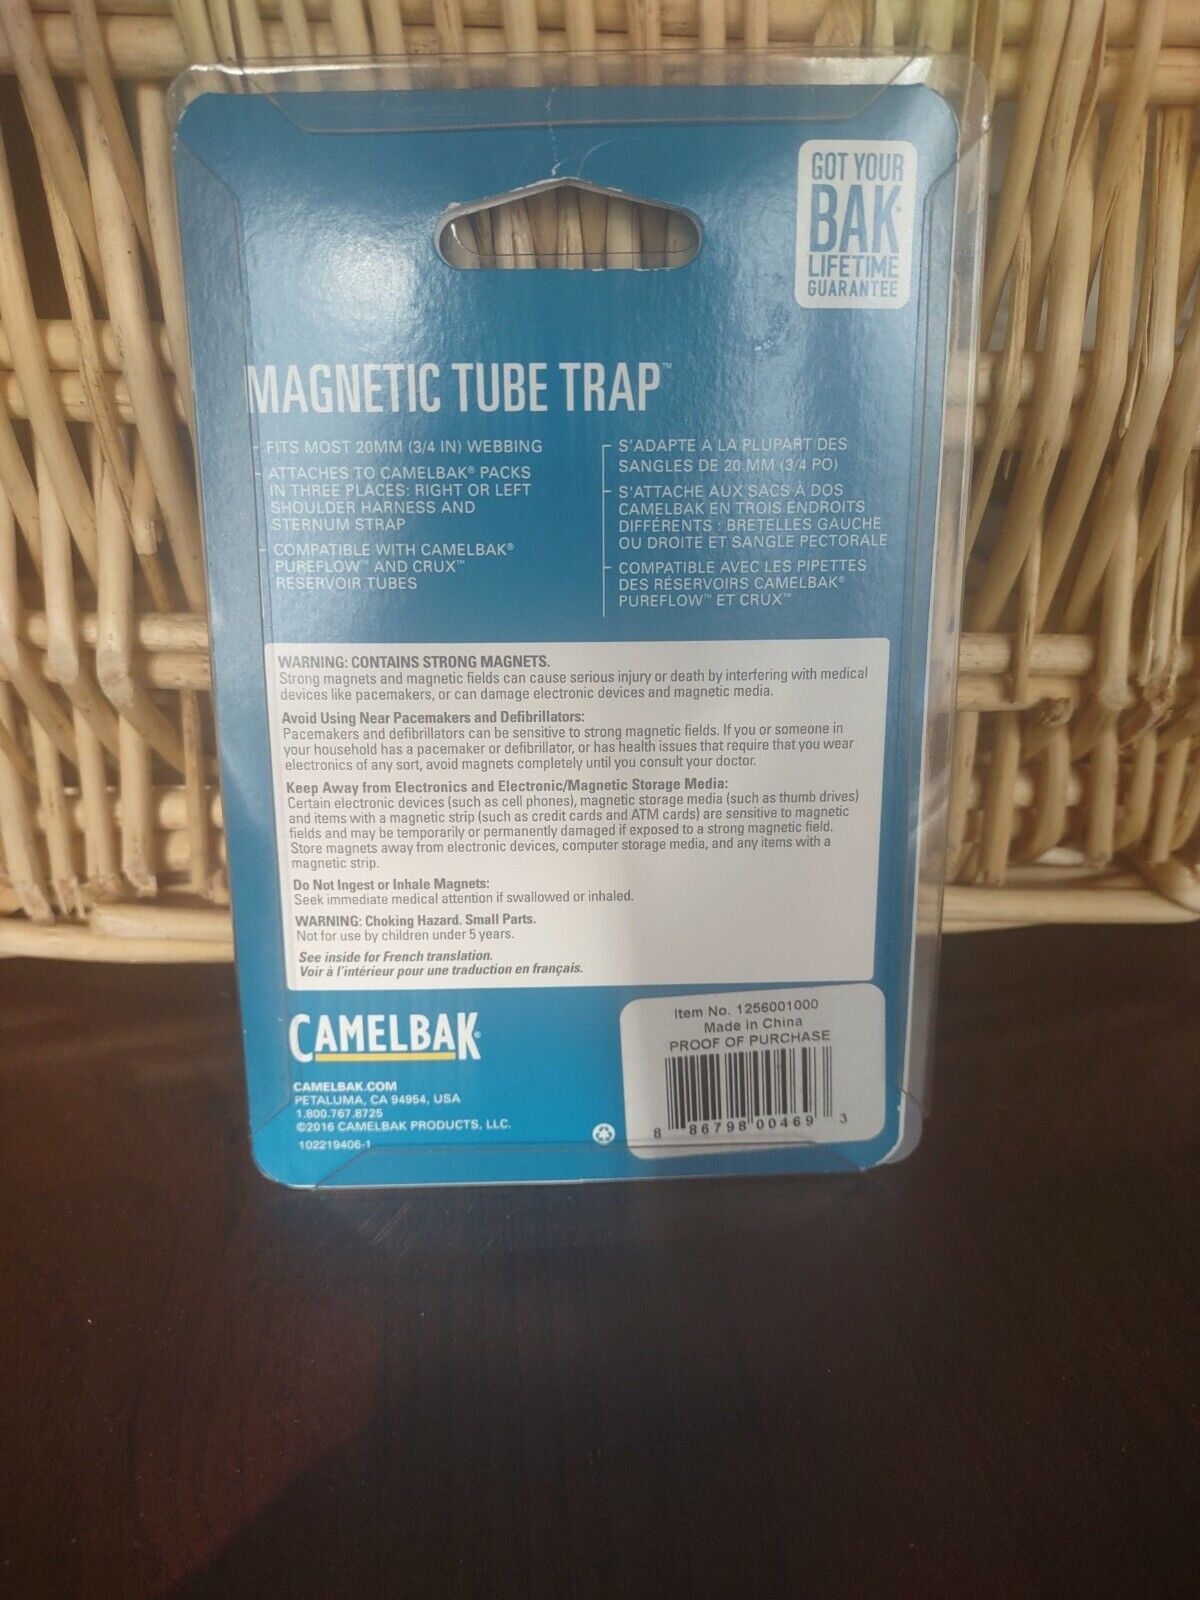 GOT YOUR
BAK®
LIFETIME
GUARANTEE
MAGNETIC TUBE TRAP™
- FITS MOST 20MM (3/4 IN) WEBBING
- ATTACHES TO CAMELBAK® PACKS
IN THREE PLACES: RIGHT OR LEFT
SHOULDER HARNESS AND
STERNUM STRAP
- COMPATIBLE WITH CAMELBAK®
PUREFLOW™ AND CRUX™
RESERVOIR TUBES
- S'ADAPTE À LA PLUPART DES
SANGLES DE 20 MM (3/4 PO)
- S'ATTACHE AUX SACS À DOS
CAMELBAK EN TROIS ENDROITS
DIFFÉRENTS : BRETELLES GAUCHE
OU DROITE ET SANGLE PECTORALE
- COMPATIBLE AVEC LES PIPETTES
DES RÉSERVOIRS CAMELBAK®
PUREFLOW™ ET CRUX™
WARNING: CONTAINS STRONG MAGNETS.
Strong magnets and magnetic fields can cause serious injury or death by interfering with medical
devices like pacemakers, or can damage electronic devices and magnetic media.
Avoid Using Near Pacemakers and Defibrillators:
Pacemakers and defibrillators can be sensitive to strong magnetic fields. If you or someone in
your household has a pacemaker or defibrillator, or has health issues that require that you wear
electronics of any sort, avoid magnets completely until you consult your doctor.
Keep Away from Electronics and Electronic/Magnetic Storage Media:
Certain electronic devices (such as cell phones), magnetic storage media (such as thumb drives)
and items with a magnetic strip (such as credit cards and ATM cards) are sensitive to magnetic
fields and may be temporarily or permanently damaged if exposed to a strong magnetic field.
Store magnets away from electronic devices, computer storage media, and any items with a
magnetic strip.
Do Not Ingest or Inhale Magnets:
Seek immediate medical attention if swallowed or inhaled.
WARNING: Choking Hazard. Small Parts.
Not for use by children under 5 years.
See inside for French translation.
Voir à l'intérieur pour une traduction en français.
CAMELBAK®
CAMELBAK.COM
PETALUMA, CA 94954, USA
1.800.767.8725
©2016 CAMELBAK PRODUCTS, LLC.
102219406-1
Item No. 1256001000
Made in China
PROOF OF PURCHASE
8 86798 00469 3